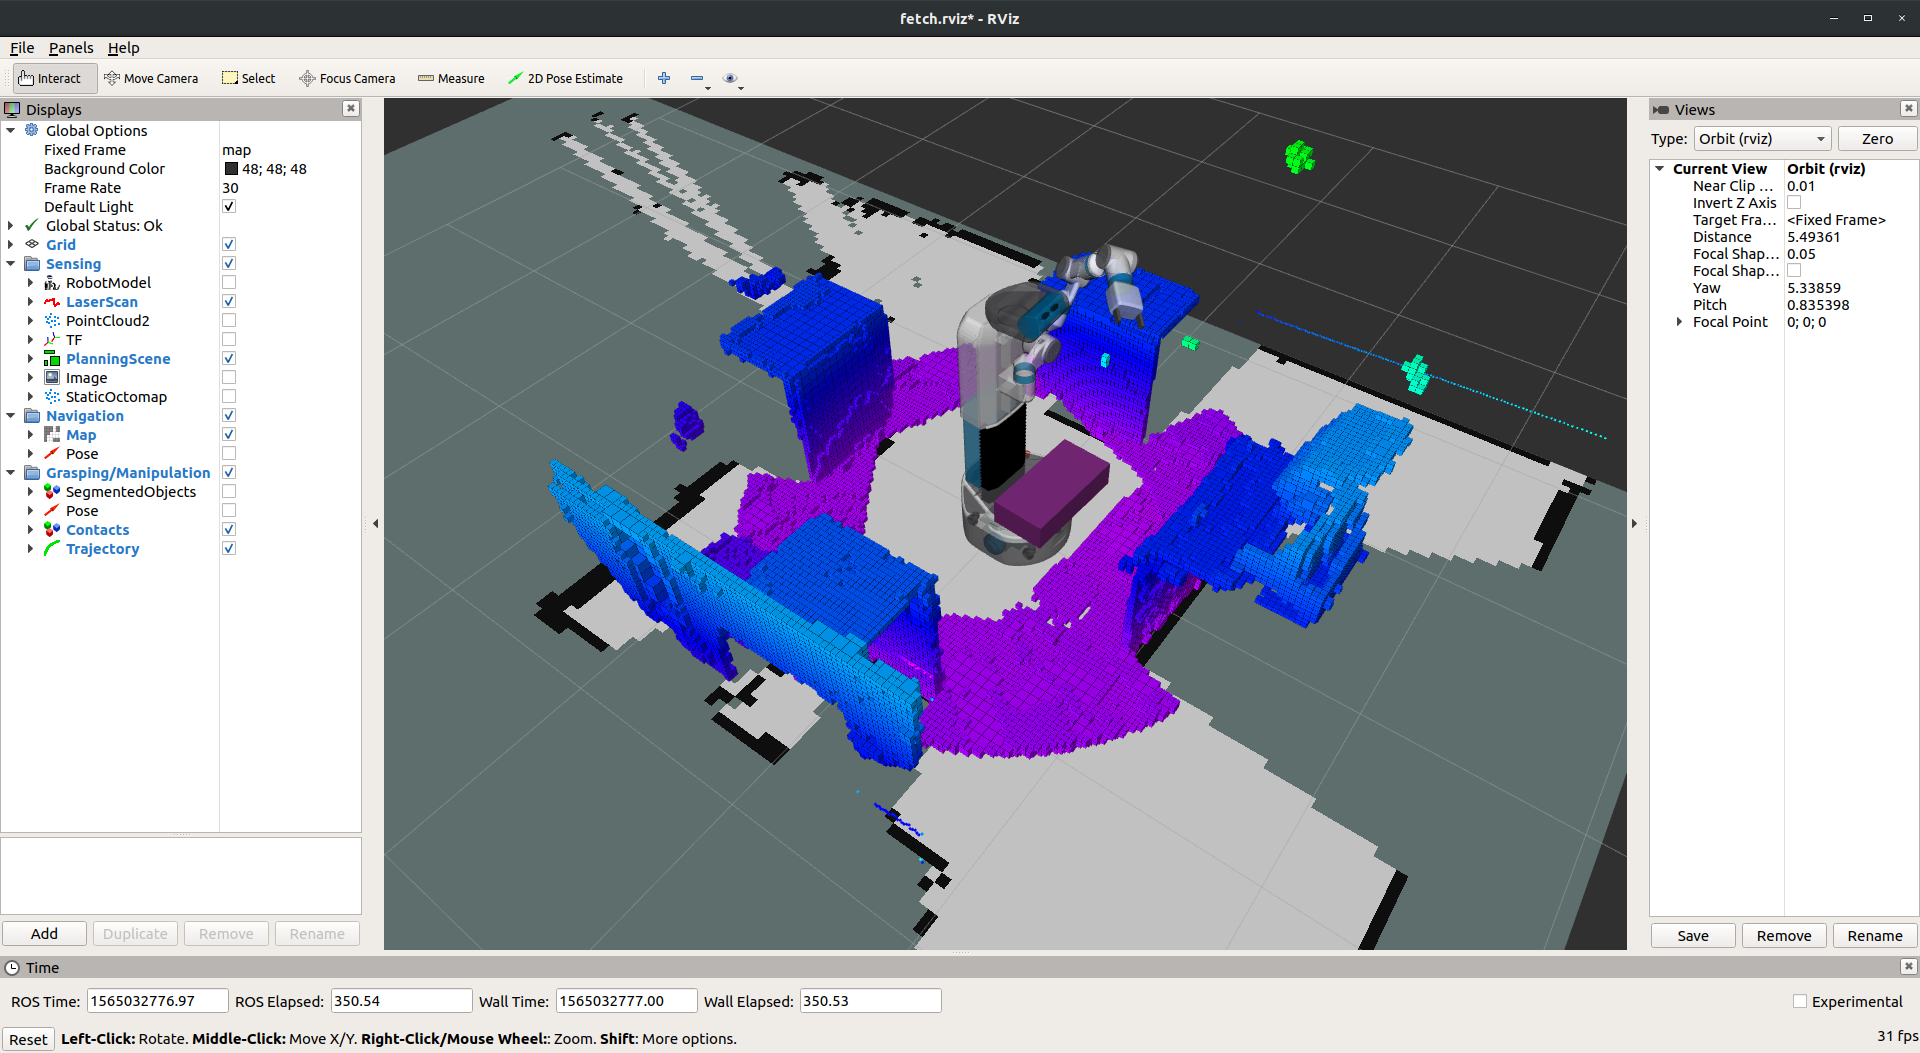 fetch.rviz* - RViz
File Panels Help
Interact Move Camera Select Focus Camera Measure 2D Pose Estimate
Displays
Global Options
Fixed Frame map
Background Color 48; 48; 48
Frame Rate 30
Default Light
Global Status: Ok
Grid
Sensing
RobotModel
LaserScan
PointCloud2
TF
PlanningScene
Image
StaticOctomap
Navigation
Map
Pose
Grasping/Manipulation
SegmentedObjects
Pose
Contacts
Trajectory
Add Duplicate Remove Rename
Views
Type: Orbit (rviz) Zero
Current View Orbit (rviz)
Near Clip ... 0.01
Invert Z Axis
Target Fra... <Fixed Frame>
Distance 5.49361
Focal Shap... 0.05
Focal Shap...
Yaw 5.33859
Pitch 0.835398
Focal Point 0; 0; 0
Save Remove Rename
Time
ROS Time: 1565032776.97 ROS Elapsed: 350.54 Wall Time: 1565032777.00 Wall Elapsed: 350.53 Experimental
Reset Left-Click: Rotate. Middle-Click: Move X/Y. Right-Click/Mouse Wheel:: Zoom. Shift: More options. 31 fps